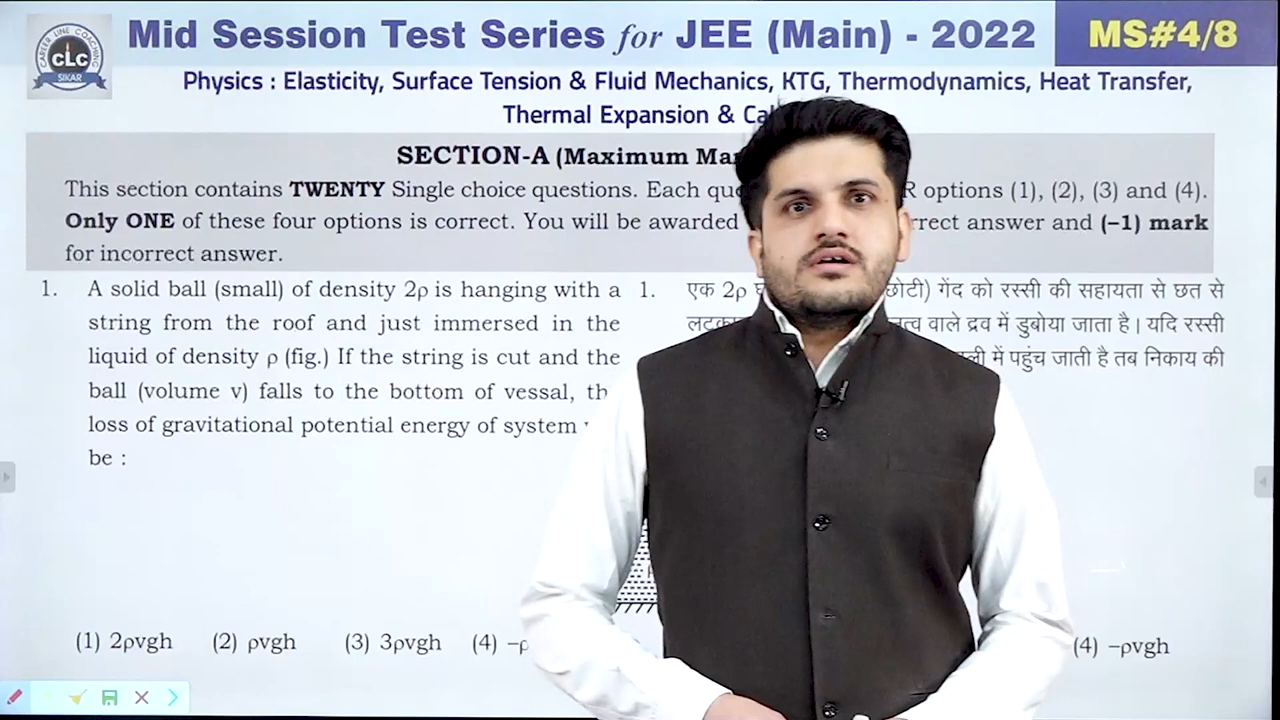 Mid Session Test Series for JEE (Main) - 2022
MS#4/8
CAREER LINE COACHING
CLC
SIKAR
Physics : Elasticity, Surface Tension & Fluid Mechanics, KTG, Thermodynamics, Heat Transfer,
Thermal Expansion &
SECTION-A (Maximum
This section contains TWENTY Single choice questions. Each options (1), (2), (3) and (4).
Only ONE of these four options is correct. You will be awarded answer and (–1) mark
for incorrect answer.
1. A solid ball (small) of density 2ρ is hanging with a
string from the roof and just immersed in the
liquid of density ρ (fig.) If the string is cut and the
ball (volume v) falls to the bottom of vessal,
loss of gravitational potential energy of system
be :
(1) 2ρvgh (2) ρvgh (3) 3ρvgh (4)
1. एक 2ρ गेंद को रस्सी की सहायता से छत से
वाले द्रव में डुबोया जाता है। यदि रस्सी
में पहुंच जाती है तब निकाय की
(4) –ρvgh